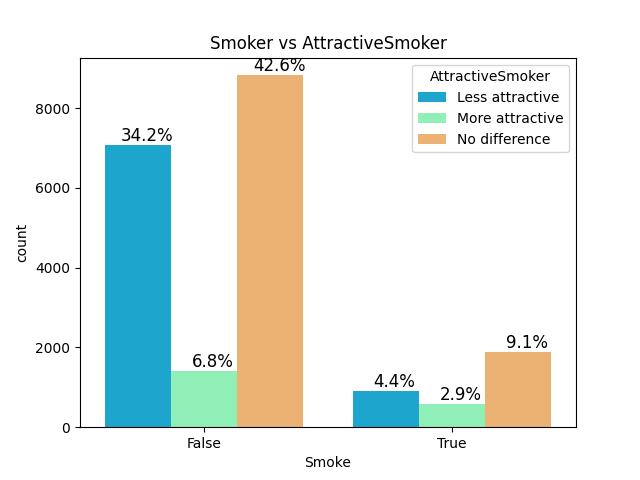 Smoker vs AttractiveSmoker
AttractiveSmoker
Less attractive
More attractive
No difference
42.6%
34.2%
6.8%
4.4%
2.9%
9.1%
8000
6000
4000
2000
0
count
False
True
Smoke